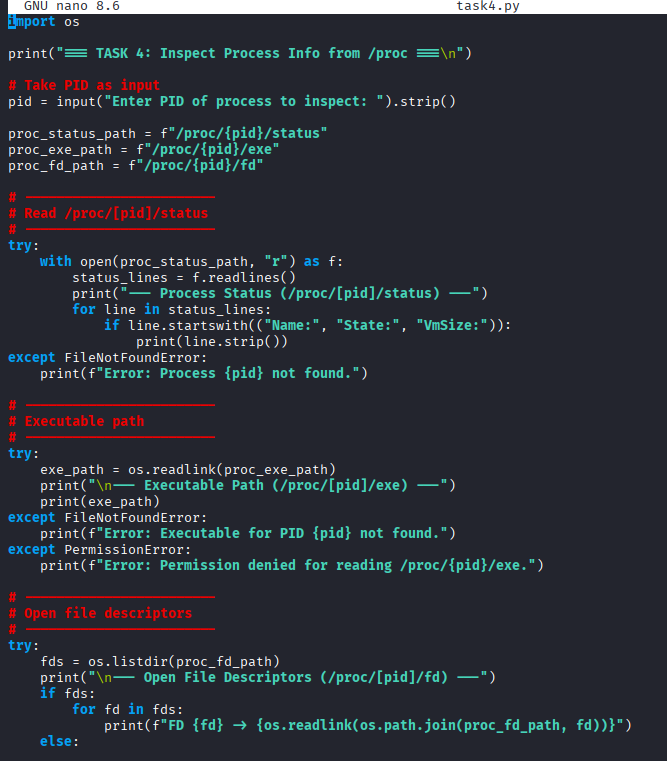 GNU nano 8.6 task4.py
import os
print("=== TASK 4: Inspect Process Info from /proc ===\n")
# Take PID as input
pid = input("Enter PID of process to inspect: ").strip()
proc_status_path = f"/proc/{pid}/status"
proc_exe_path = f"/proc/{pid}/exe"
proc_fd_path = f"/proc/{pid}/fd"
# ------------------------
# Read /proc/[pid]/status
# ------------------------
try:
    with open(proc_status_path, "r") as f:
        status_lines = f.readlines()
        print("--- Process Status (/proc/[pid]/status) ---")
        for line in status_lines:
            if line.startswith(("Name:", "State:", "VmSize:")):
                print(line.strip())
except FileNotFoundError:
    print(f"Error: Process {pid} not found.")
# ------------------------
# Executable path
# ------------------------
try:
    exe_path = os.readlink(proc_exe_path)
    print("\n--- Executable Path (/proc/[pid]/exe) ---")
    print(exe_path)
except FileNotFoundError:
    print(f"Error: Executable for PID {pid} not found.")
except PermissionError:
    print(f"Error: Permission denied for reading /proc/{pid}/exe.")
# ------------------------
# Open file descriptors
# ------------------------
try:
    fds = os.listdir(proc_fd_path)
    print("\n--- Open File Descriptors (/proc/[pid]/fd) ---")
    if fds:
        for fd in fds:
            print(f"FD {fd} -> {os.readlink(os.path.join(proc_fd_path, fd))}")
    else: